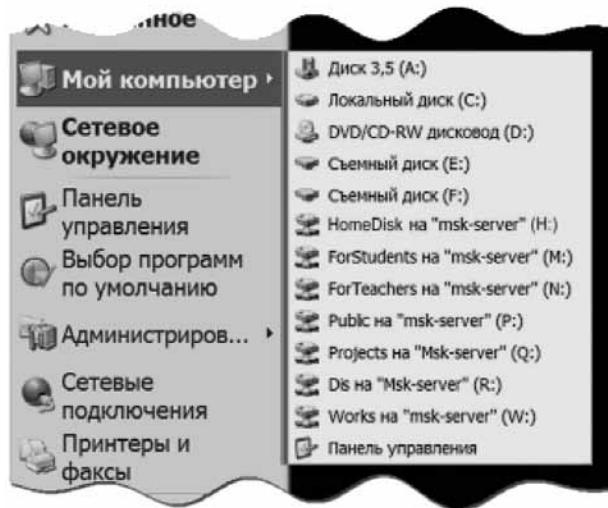 Мой компьютер
Сетевое
окружение
Панель
управления
Выбор программ
по умолчанию
Администриров...
Сетевые
подключения
Принтеры и
факсы
Диск 3,5 (A:)
Локальный диск (C:)
DVD/CD-RW дисковод (D:)
Съемный диск (E:)
Съемный диск (F:)
HomeDisk на "msk-server" (H:)
ForStudents на "msk-server" (M:)
ForTeachers на "msk-server" (N:)
Public на "msk-server" (P:)
Projects на "Msk-server" (Q:)
Dis на "Msk-server" (R:)
Works на "msk-server" (W:)
Панель управления